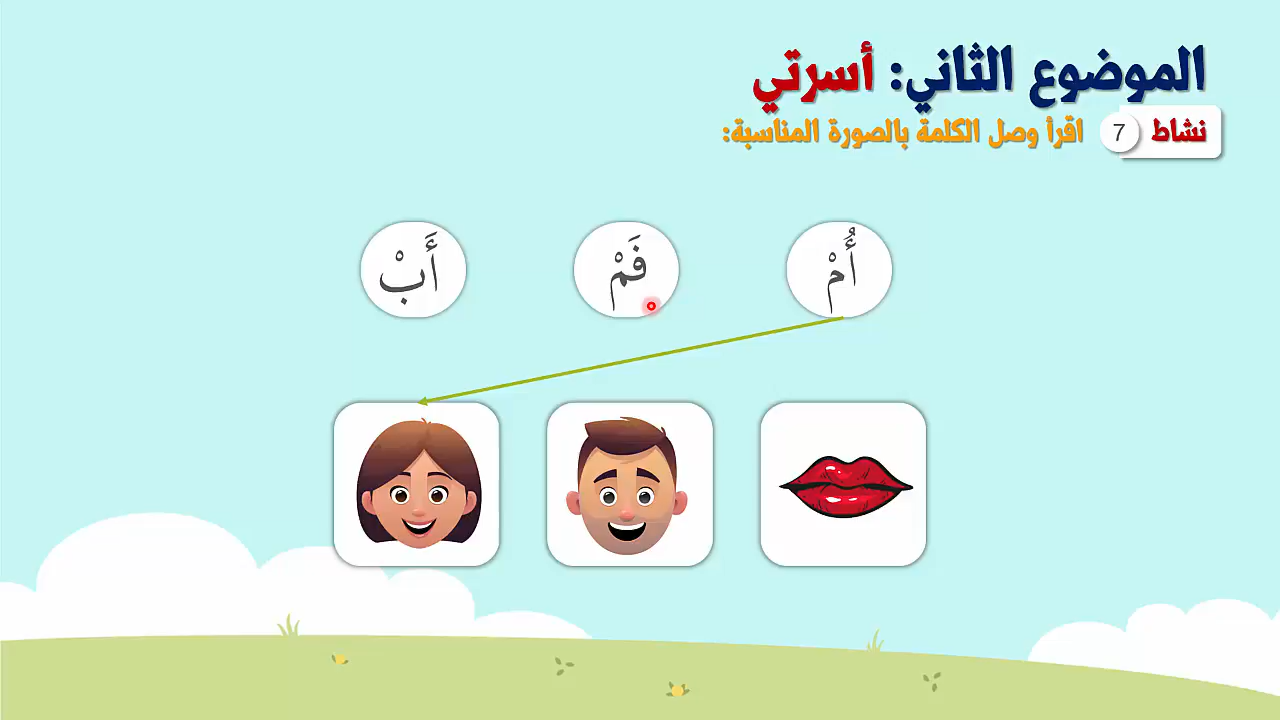 الموضوع الثاني: أسرتي
نشاط 7 اقرأ وصل الكلمة بالصورة المناسبة:
أُمْ فَمْ أَبْ